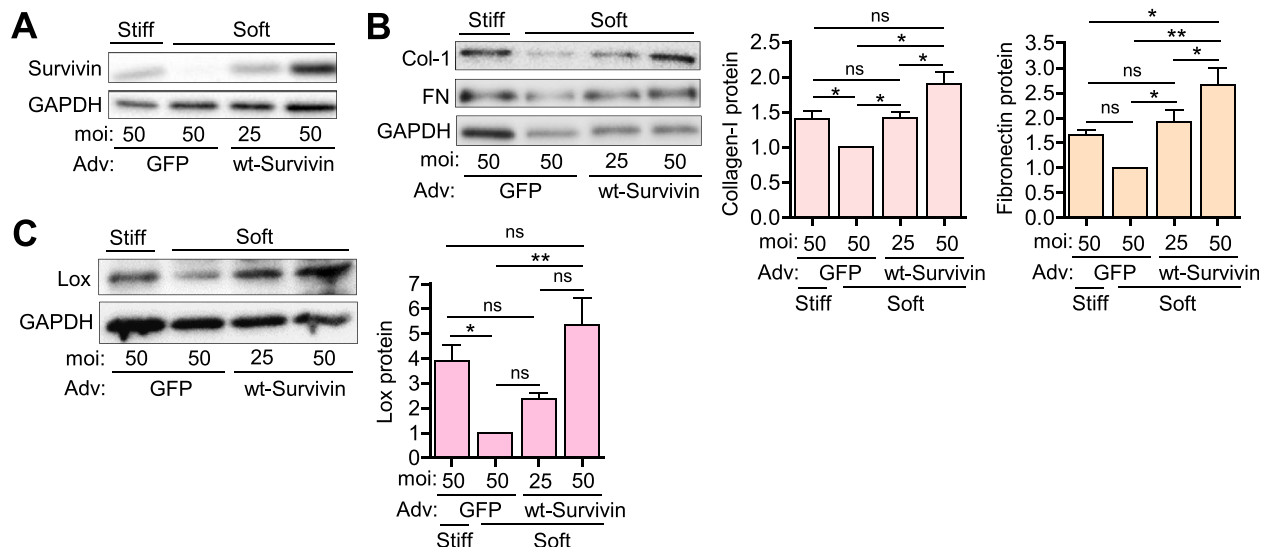 A
Stiff Soft
Survivin
GAPDH
moi: 50 50 25 50
Adv: GFP wt-Survivin
B
Stiff Soft
Col-1
FN
GAPDH
moi: 50 50 25 50
Adv: GFP wt-Survivin
ns
*
ns *
* *
Collagen-I protein
2.5
2.0
1.5
1.0
0.5
0.0
moi: 50 50 25 50
Adv: GFP wt-Survivin
Stiff Soft
*
**
*
ns
ns *
Fibronectin protein
3.5
3.0
2.5
2.0
1.5
1.0
0.5
0.0
moi: 50 50 25 50
Adv: GFP wt-Survivin
Stiff Soft
C
Stiff Soft
Lox
GAPDH
moi: 50 50 25 50
Adv: GFP wt-Survivin
ns
**
ns
ns
*
ns
Lox protein
7
6
5
4
3
2
1
0
moi: 50 50 25 50
Adv: GFP wt-Survivin
Stiff Soft